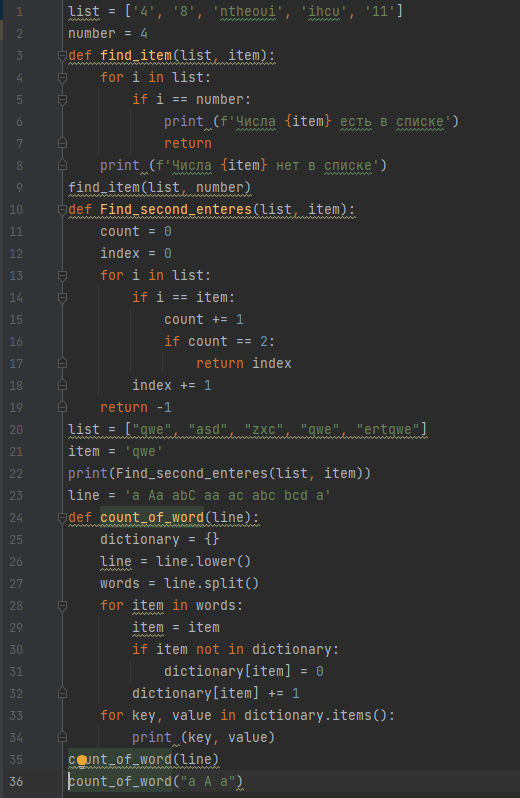 1 list = ['4', '8', 'ntheoui', 'ihcu', '11']
2 number = 4
3 def find_item(list, item):
4     for i in list:
5         if i == number:
6             print (f'Числа {item} есть в списке')
7             return
8     print (f'Числа {item} нет в списке')
9 find_item(list, number)
10 def Find_second_enteres(list, item):
11     count = 0
12     index = 0
13     for i in list:
14         if i == item:
15             count += 1
16             if count == 2:
17                 return index
18         index += 1
19     return -1
20 list = ["qwe", "asd", "zxc", "qwe", "ertqwe"]
21 item = 'qwe'
22 print(Find_second_enteres(list, item))
23 line = 'a Aa abC aa ac abc bcd a'
24 def count_of_word(line):
25     dictionary = {}
26     line = line.lower()
27     words = line.split()
28     for item in words:
29         item = item
30         if item not in dictionary:
31             dictionary[item] = 0
32         dictionary[item] += 1
33     for key, value in dictionary.items():
34         print (key, value)
35 count_of_word(line)
36 count_of_word("a A a")